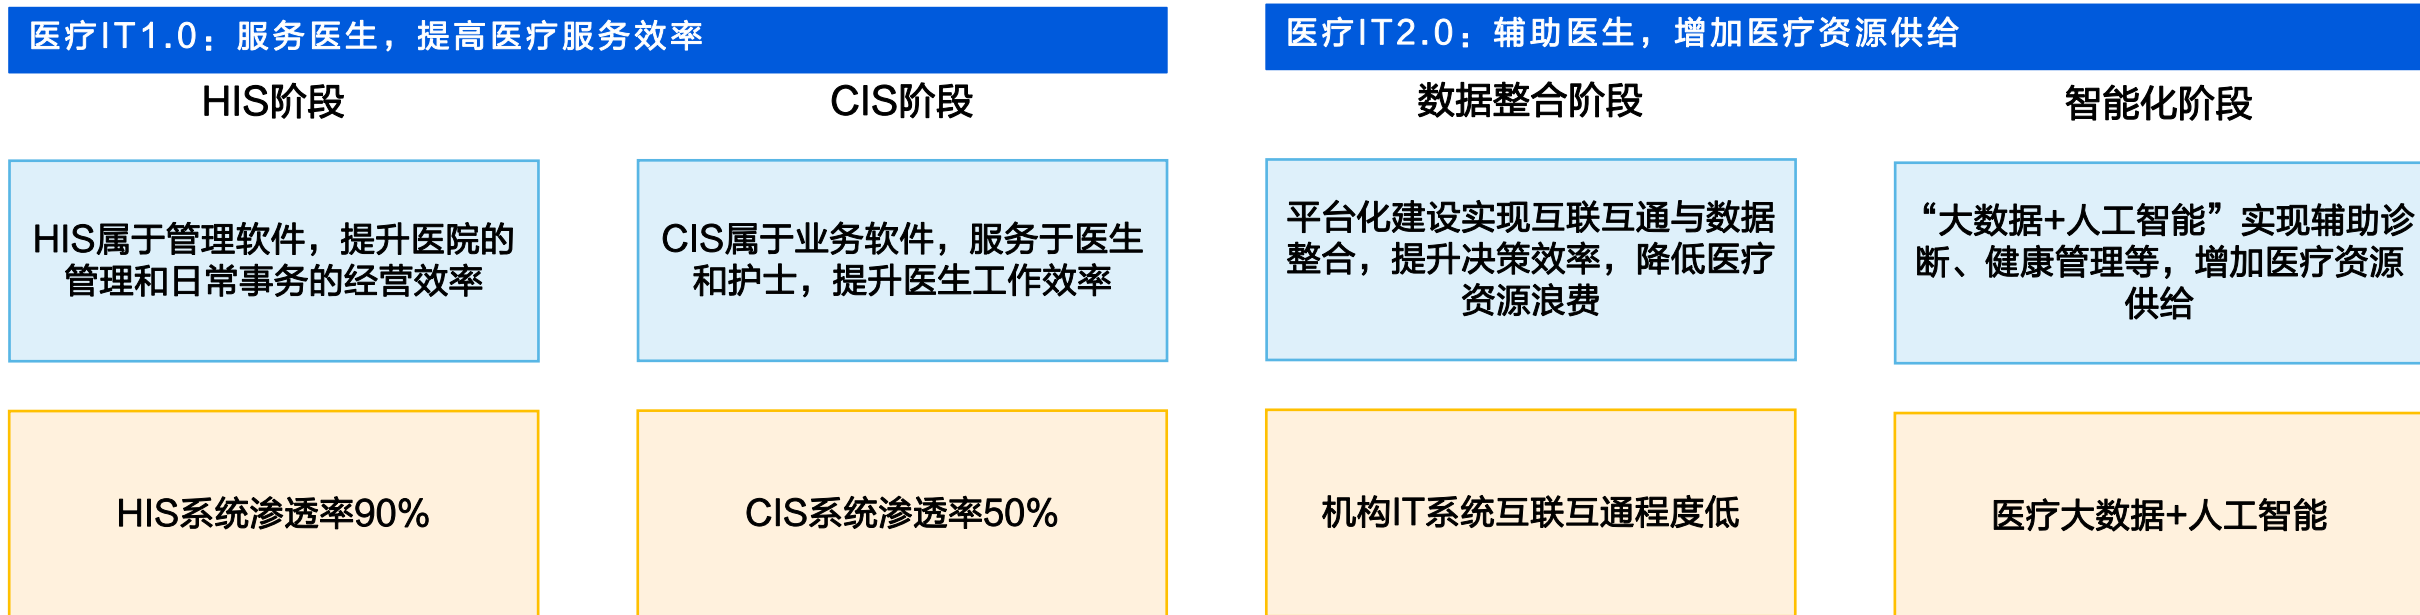 医疗IT1.0：服务医生，提高医疗服务效率
医疗IT2.0：辅助医生，增加医疗资源供给
HIS阶段
CIS阶段
数据整合阶段
智能化阶段
HIS属于管理软件，提升医院的
管理和日常事务的经营效率
CIS属于业务软件，服务于医生
和护士，提升医生工作效率
平台化建设实现互联互通与数据
整合，提升决策效率，降低医疗
资源浪费
“大数据+人工智能”实现辅助诊
断、健康管理等，增加医疗资源
供给
HIS系统渗透率90%
CIS系统渗透率50%
机构IT系统互联互通程度低
医疗大数据+人工智能